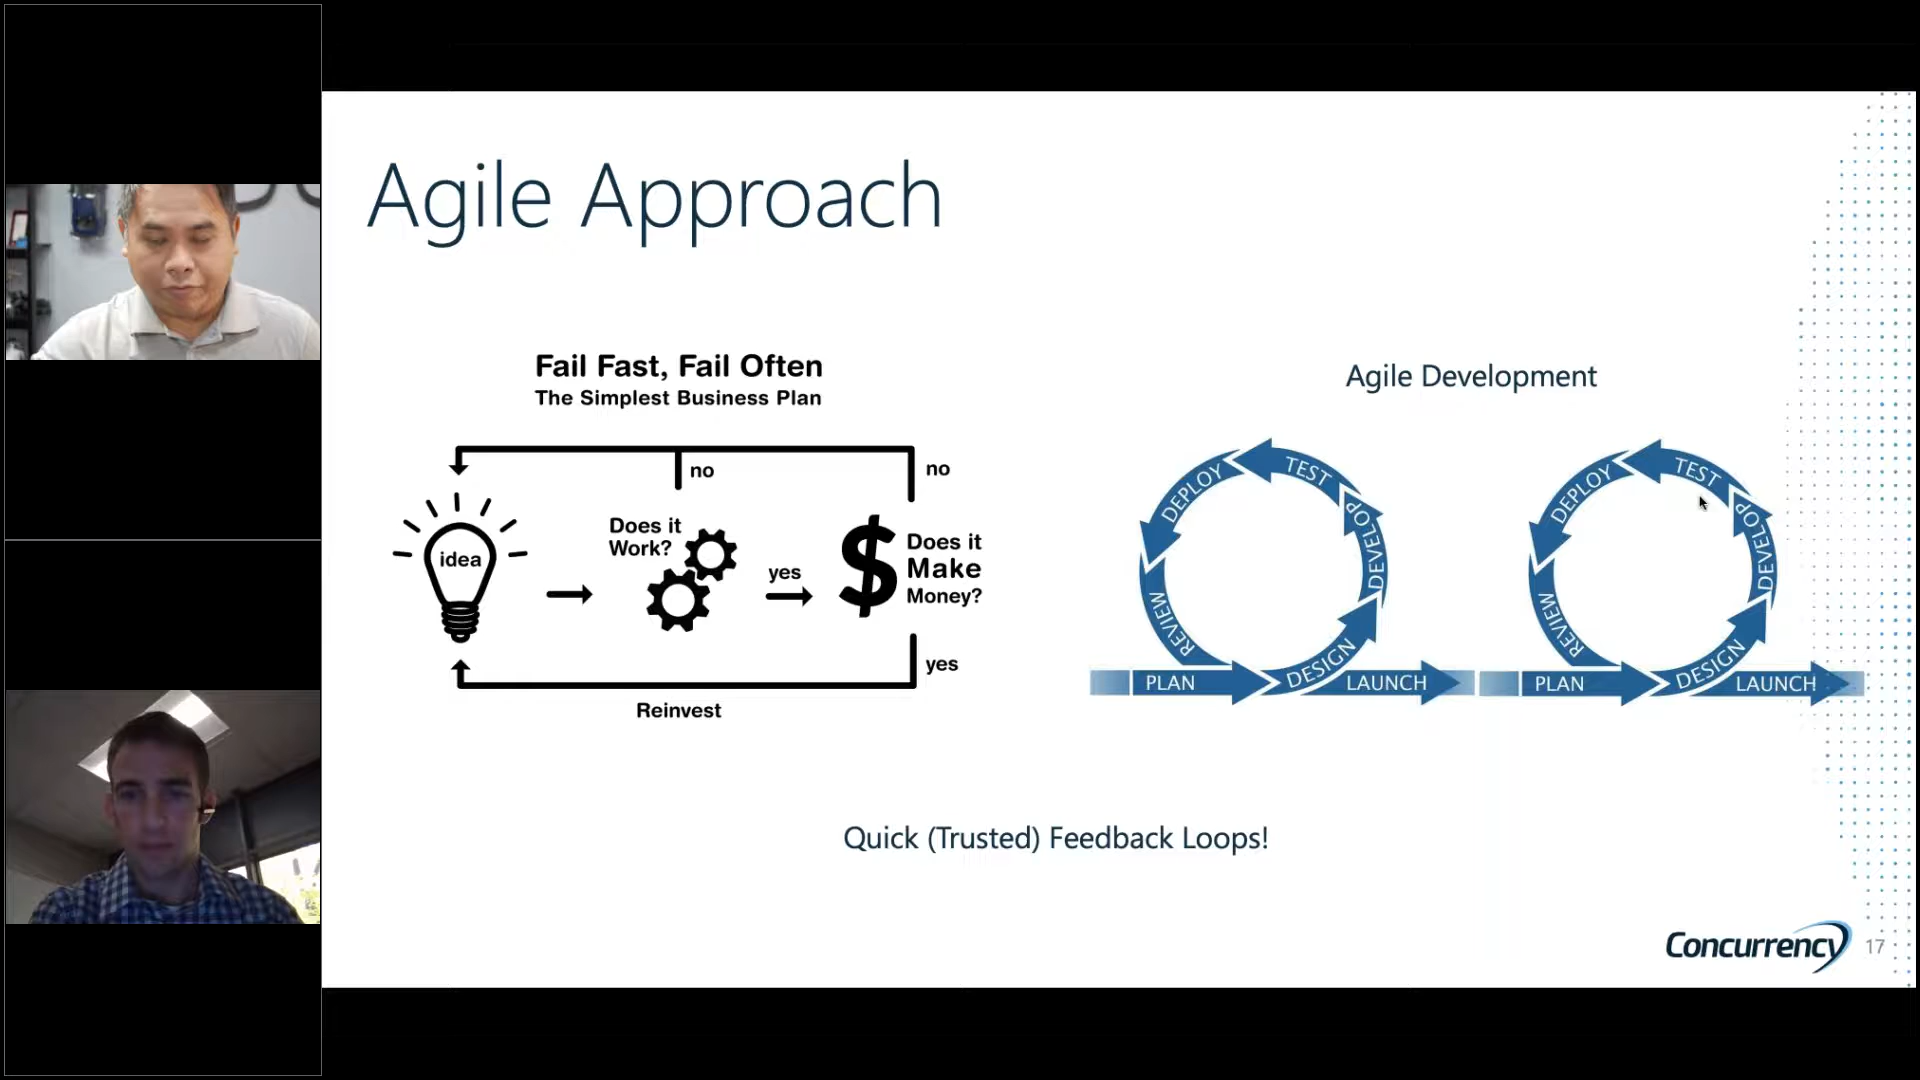 Agile Approach
Fail Fast, Fail Often
The Simplest Business Plan
no
no
idea
Does it
Work?
yes
Does it
Make
Money?
$
yes
Reinvest
Agile Development
DEPLOY
TEST
DEVELOP
REVIEW
DESIGN
PLAN
LAUNCH
DEPLOY
TEST
DEVELOP
REVIEW
DESIGN
PLAN
LAUNCH
Quick (Trusted) Feedback Loops!
Concurrency
17